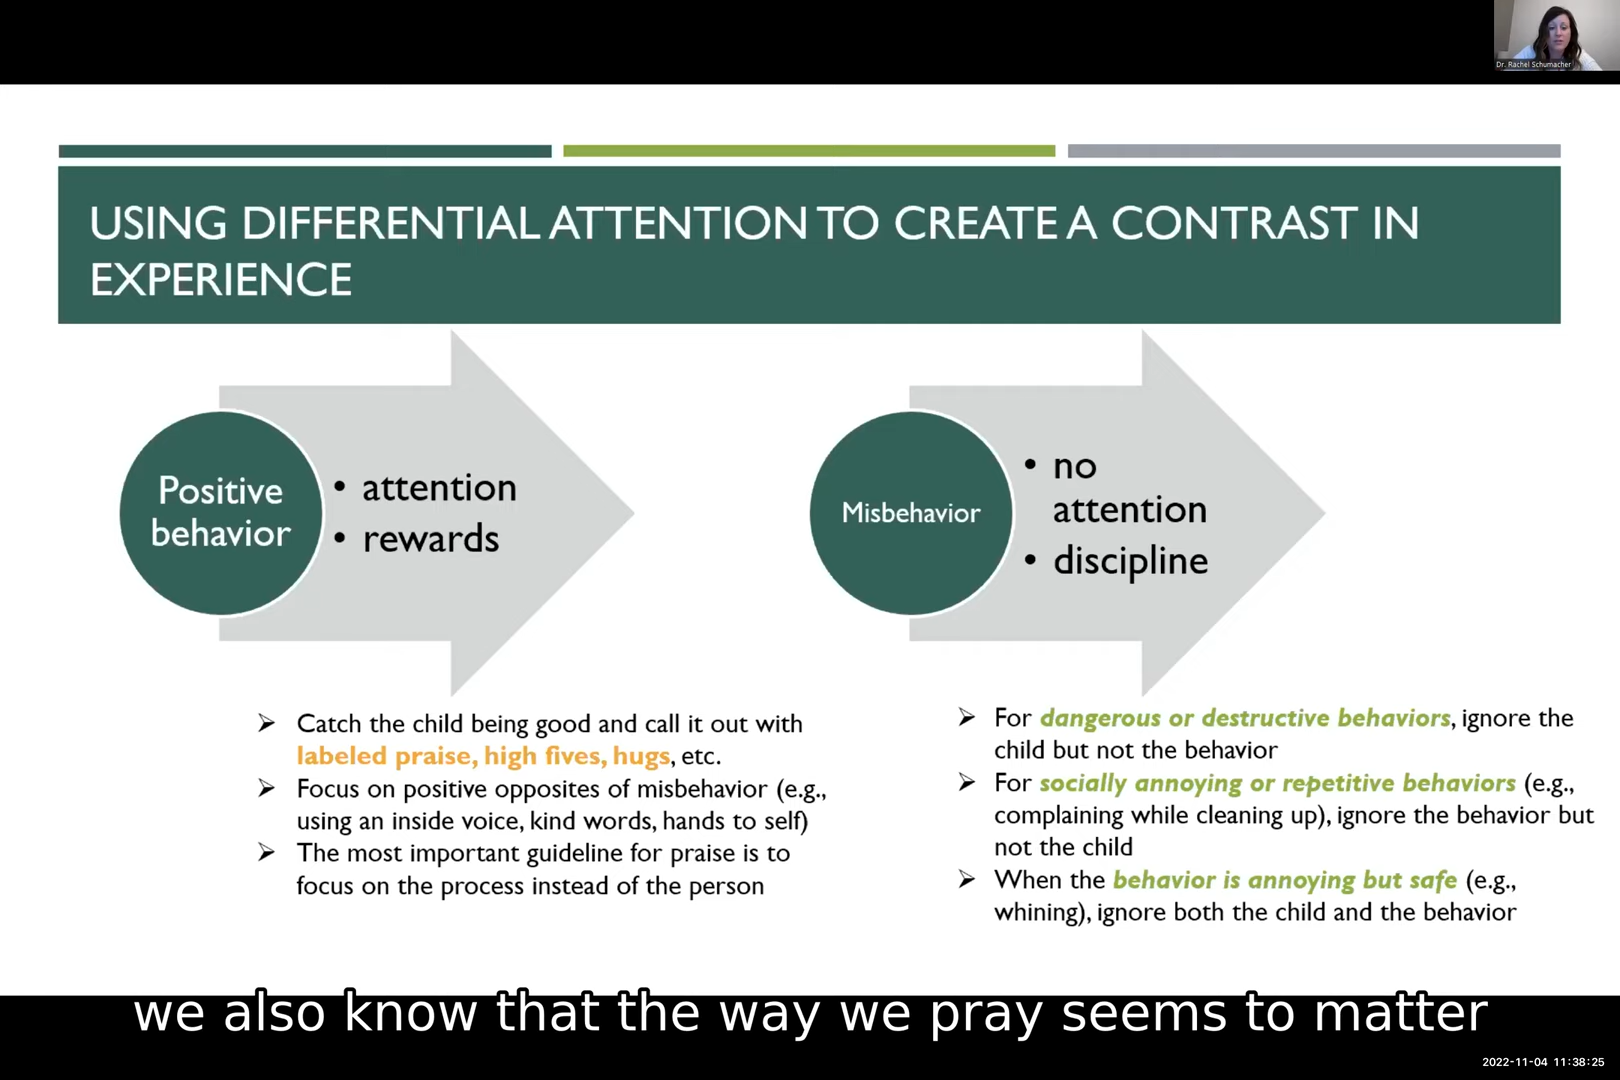 Dr. Rachel Schumacher
USING DIFFERENTIAL ATTENTION TO CREATE A CONTRAST IN
EXPERIENCE
Positive
behavior
• attention
• rewards
Misbehavior
• no
attention
• discipline
➢ Catch the child being good and call it out with
labeled praise, high fives, hugs, etc.
➢ Focus on positive opposites of misbehavior (e.g.,
using an inside voice, kind words, hands to self)
➢ The most important guideline for praise is to
focus on the process instead of the person
➢ For dangerous or destructive behaviors, ignore the
child but not the behavior
➢ For socially annoying or repetitive behaviors (e.g.,
complaining while cleaning up), ignore the behavior but
not the child
➢ When the behavior is annoying but safe (e.g.,
whining), ignore both the child and the behavior
we also know that the way we pray seems to matter
2022-11-04 11:38:25